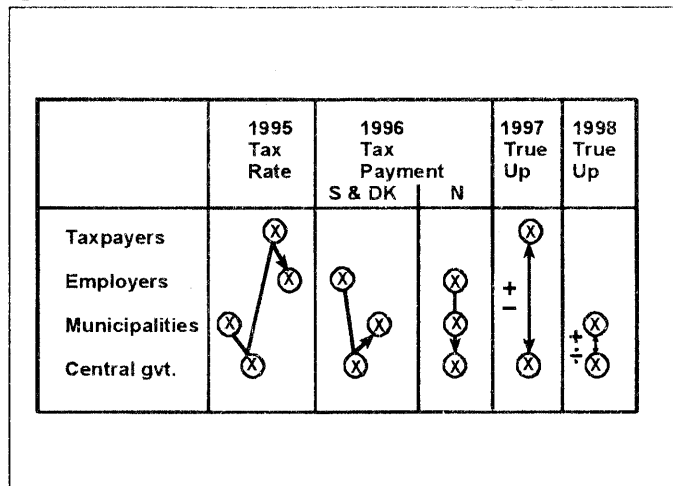 1995 Tax Rate
1996 Tax Payment
1997 True Up
1998 True Up
S & DK
N
Taxpayers
Employers
Municipalities
Central gvt.
X
X
X
X
X
X
X
X
X
X
X
X
X
X
+
−
+
÷